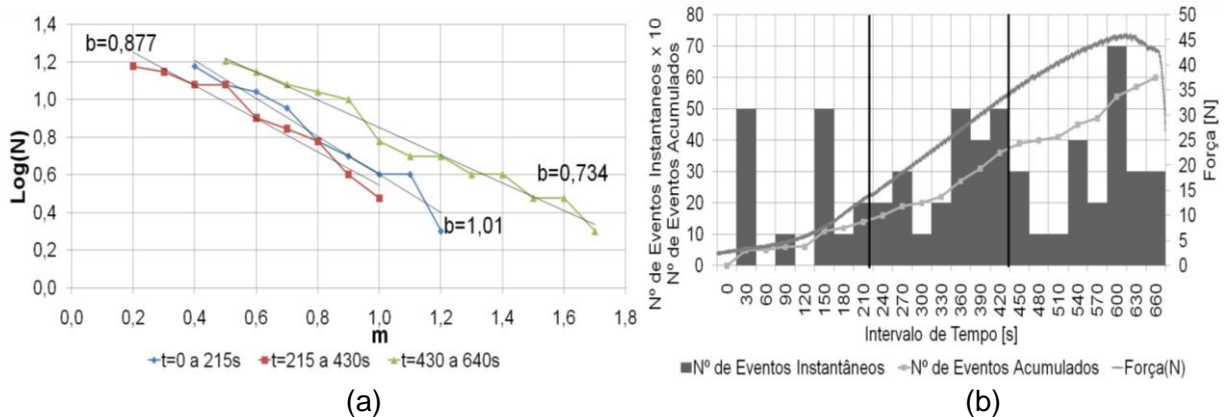 1,4
1,2
1,0
0,8
0,6
0,4
0,2
0,0
Log(N)
b=0,877
b=0,734
b=1,01
0,0 0,2 0,4 0,6 0,8 1,0 1,2 1,4 1,6 1,8
m
t=0 a 215s t=215 a 430s t=430 a 640s
(a)
Nº de Eventos Instantaneos x 10
Nº de Eventos Acumulados
80
70
60
50
40
30
20
10
0
50
45
40
35
30
25
20
15
10
5
0
Força [N]
0 30 60 90 120 150 180 210 240 270 300 330 360 390 420 450 480 510 540 570 600 630 660
Intervalo de Tempo [s]
Nº de Eventos Instantâneos Nº de Eventos Acumulados Força(N)
(b)